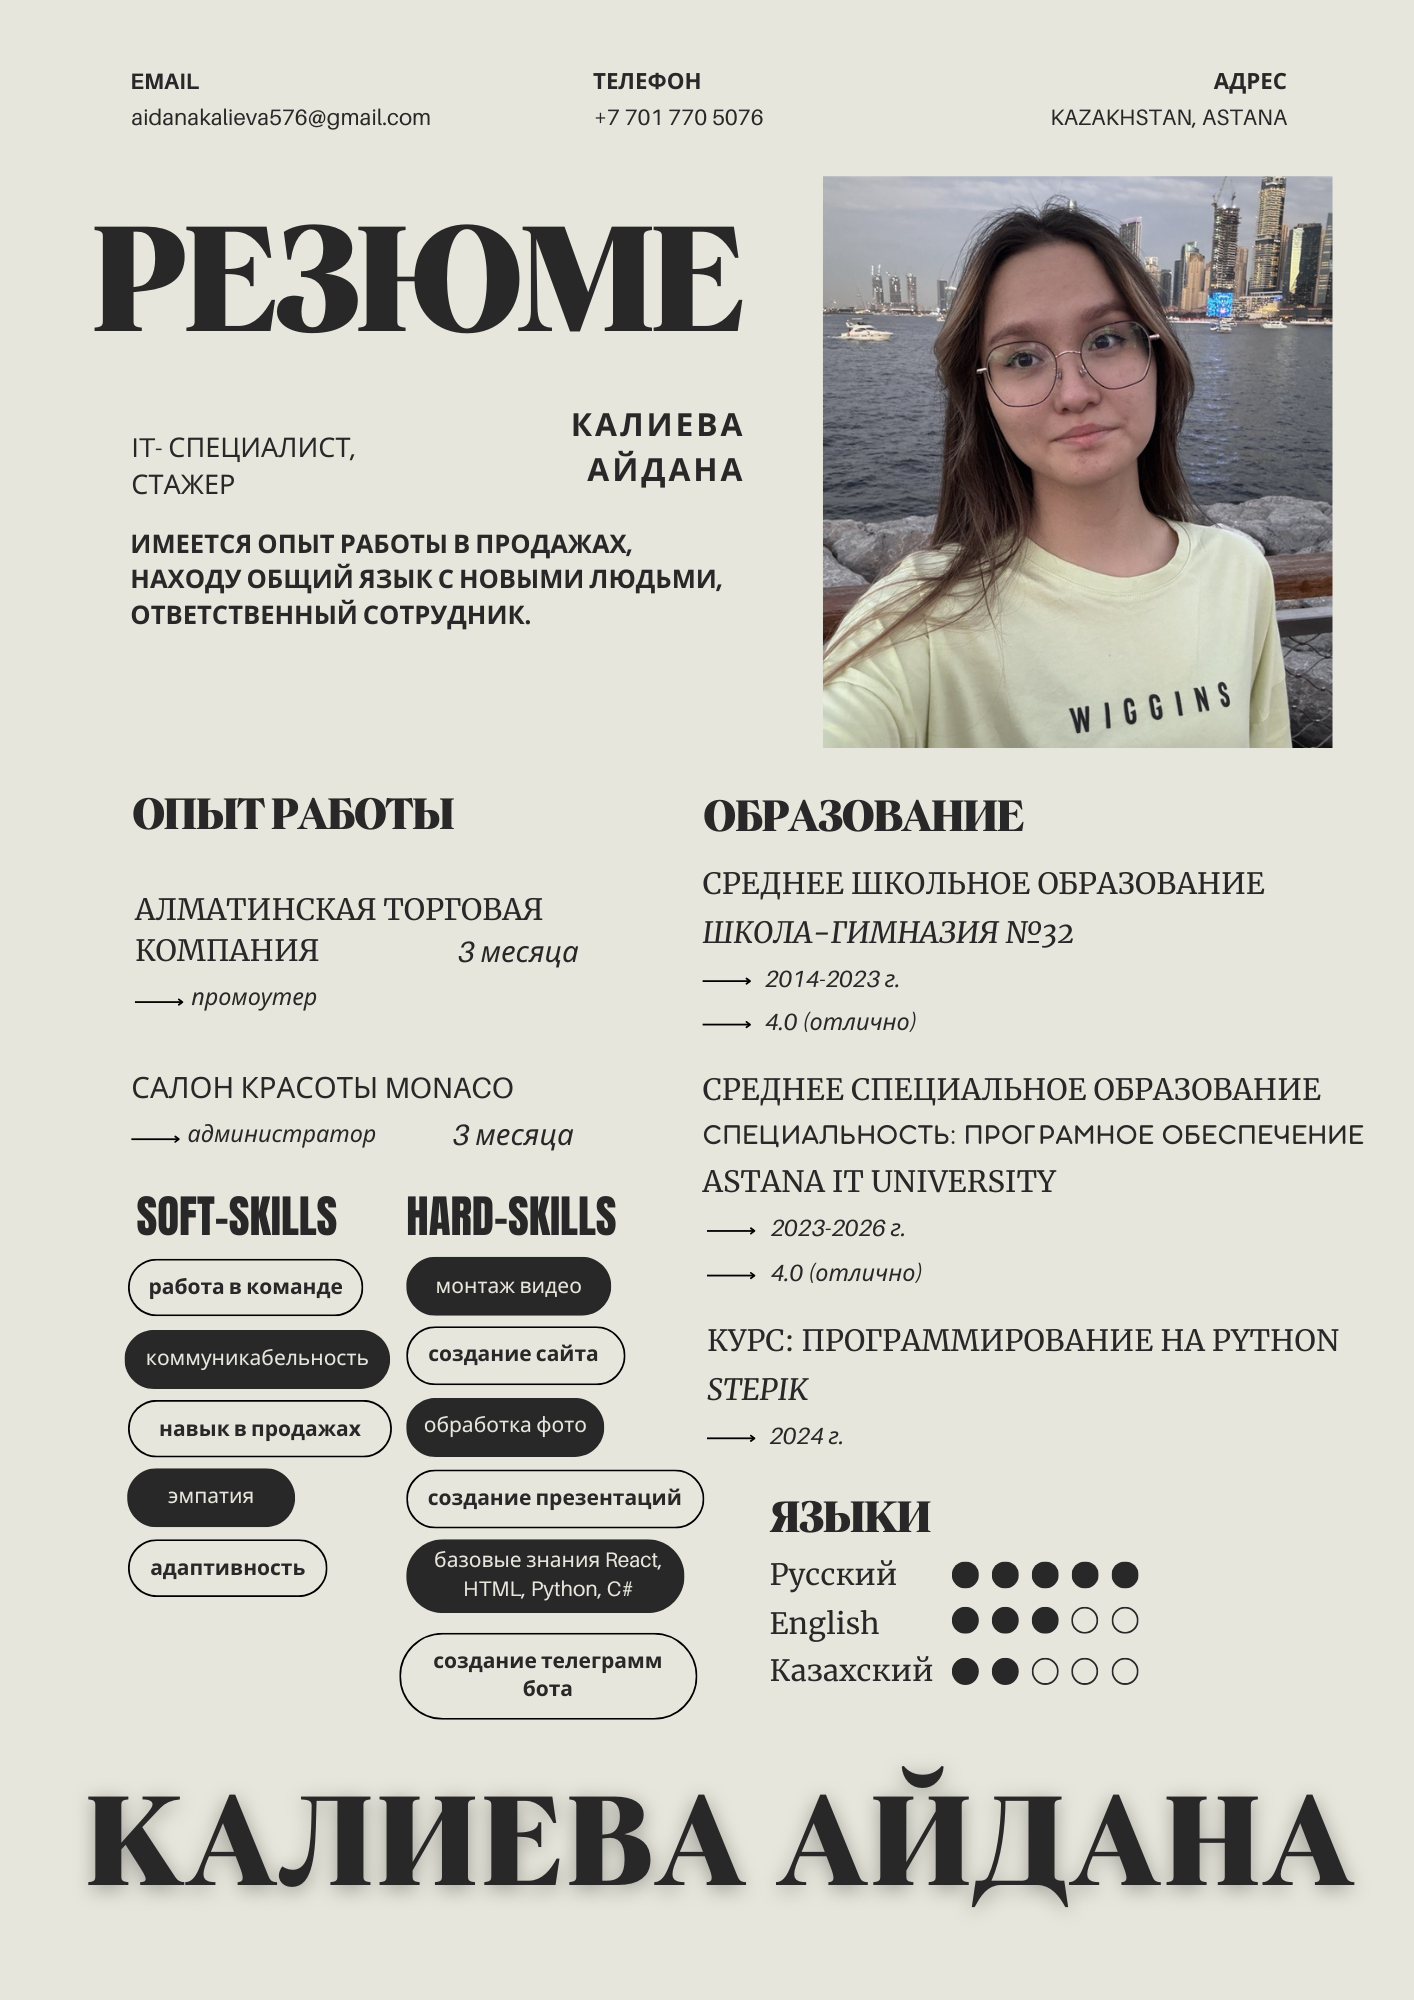 EMAIL
aidanakalieva576@gmail.com
ТЕЛЕФОН
+7 701 770 5076
АДРЕС
KAZAKHSTAN, ASTANA
РЕЗЮМЕ
IT- СПЕЦИАЛИСТ,
СТАЖЕР
КАЛИЕВА
АЙДАНА
ИМЕЕТСЯ ОПЫТ РАБОТЫ В ПРОДАЖАХ,
НАХОДУ ОБЩИЙ ЯЗЫК С НОВЫМИ ЛЮДЬМИ,
ОТВЕТСТВЕННЫЙ СОТРУДНИК.
WIGGINS
ОПЫТ РАБОТЫ
АЛМАТИНСКАЯ ТОРГОВАЯ
КОМПАНИЯ
3 месяца
промоутер
САЛОН КРАСОТЫ MONACO
администратор
3 месяца
SOFT-SKILLS
работа в команде
коммуникабельность
навык в продажах
эмпатия
адаптивность
HARD-SKILLS
монтаж видео
создание сайта
обработка фото
создание презентаций
базовые знания React,
HTML, Python, C#
создание телеграмм
бота
ОБРАЗОВАНИЕ
СРЕДНЕЕ ШКОЛЬНОЕ ОБРАЗОВАНИЕ
ШКОЛА-ГИМНАЗИЯ №32
2014-2023 г.
4.0 (отлично)
СРЕДНЕЕ СПЕЦИАЛЬНОЕ ОБРАЗОВАНИЕ
СПЕЦИАЛЬНОСТЬ: ПРОГРАМНОЕ ОБЕСПЕЧЕНИЕ
ASTANA IT UNIVERSITY
2023-2026 г.
4.0 (отлично)
КУРС: ПРОГРАММИРОВАНИЕ НА PYTHON
STEPIK
2024 г.
ЯЗЫКИ
Русский
English
Казахский
КАЛИЕВА АЙДАНА